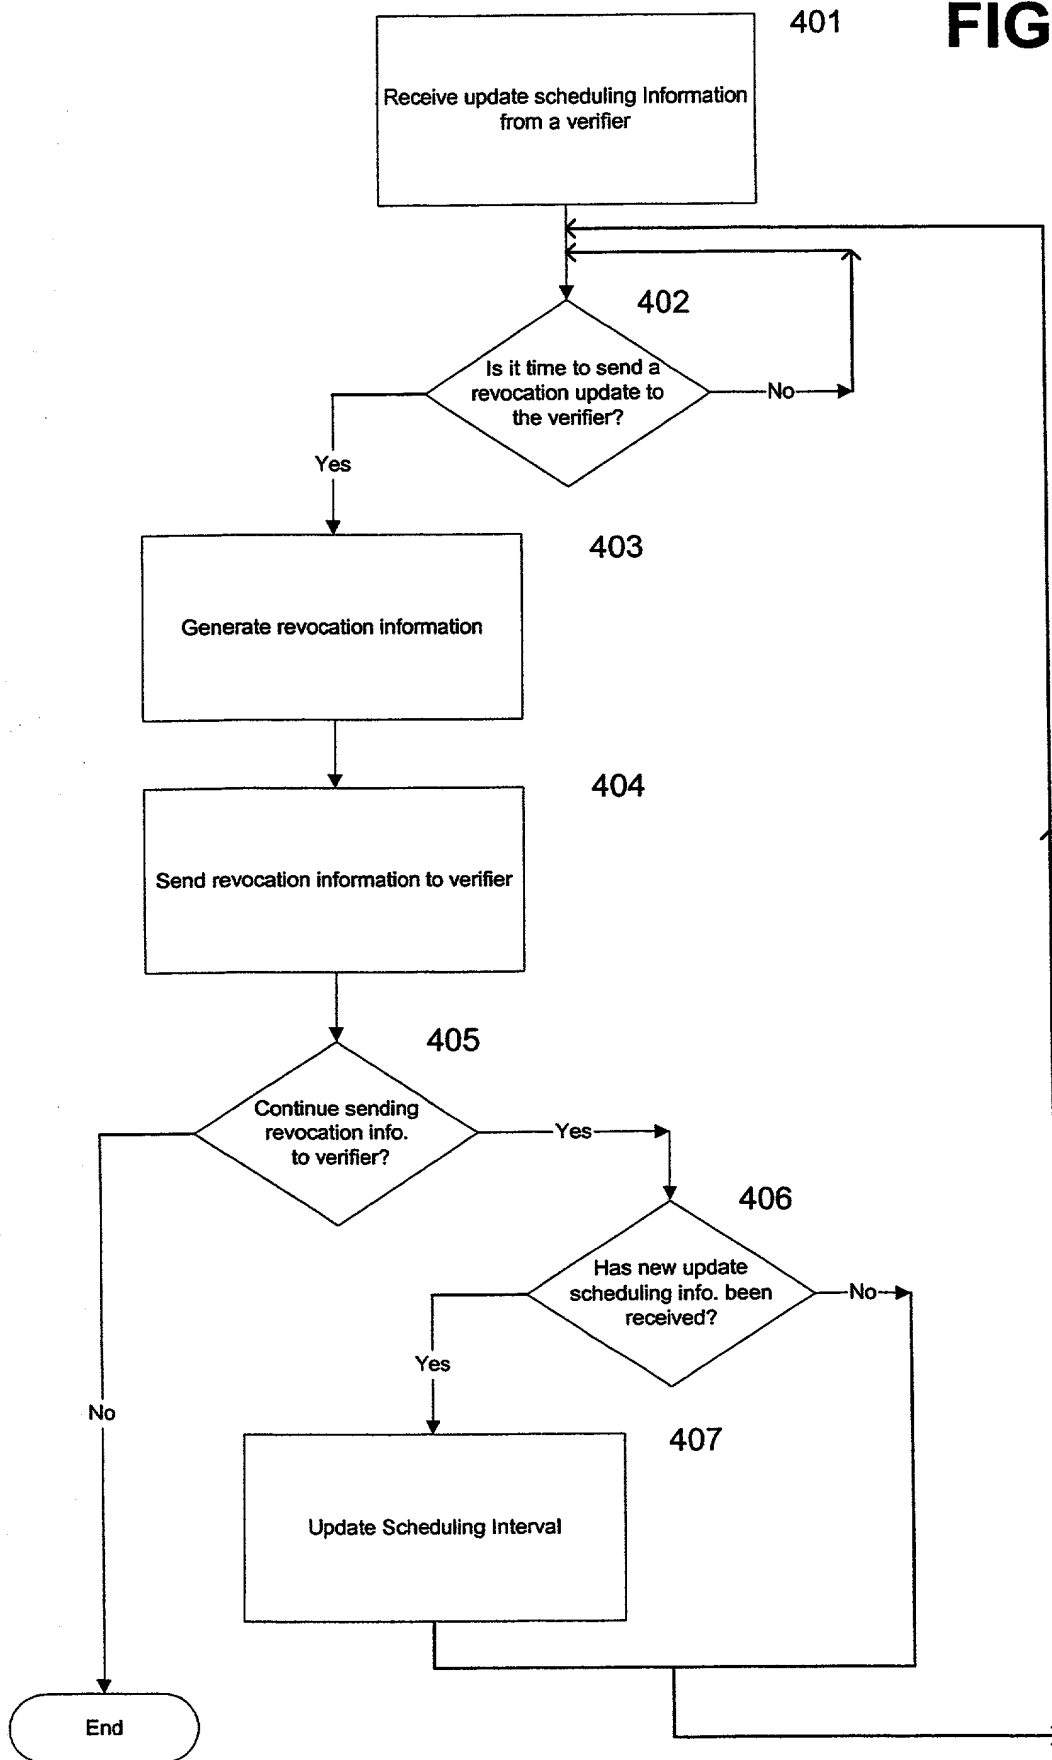 401
FIG
Receive update scheduling Information
from a verifier
402
Is it time to send a
revocation update to
the verifier?
No
Yes
403
Generate revocation information
404
Send revocation information to verifier
405
Continue sending
revocation info.
to verifier?
Yes
406
Has new update
scheduling info. been
received?
No
Yes
No
407
Update Scheduling Interval
End